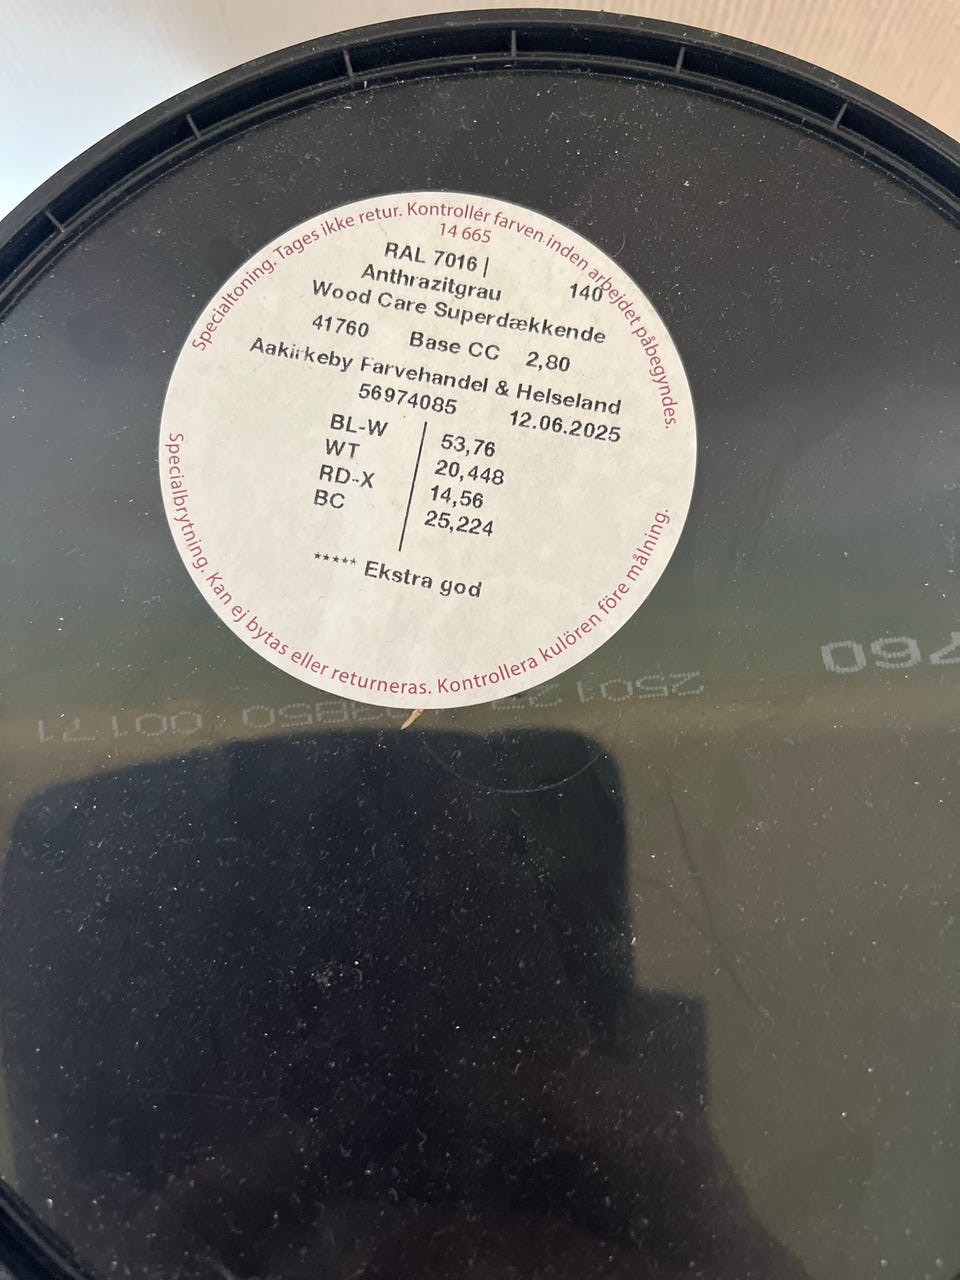 Specialtoning. Tages ikke retur. Kontrollér farven inden arbejdet påbegyndes.
14 665
RAL 7016 |
Anthrazitgrau 140
Wood Care Superdækkende
41760 Base CC 2,80
Aakirkeby Farvehandel & Helseland
56974085 12.06.2025
BL-W 53,76
WT 20,448
RD-X 14,56
BC 25,224
***** Ekstra god
Specialbrytning. Kan ej bytas eller returneras. Kontrollera kulören före målning.